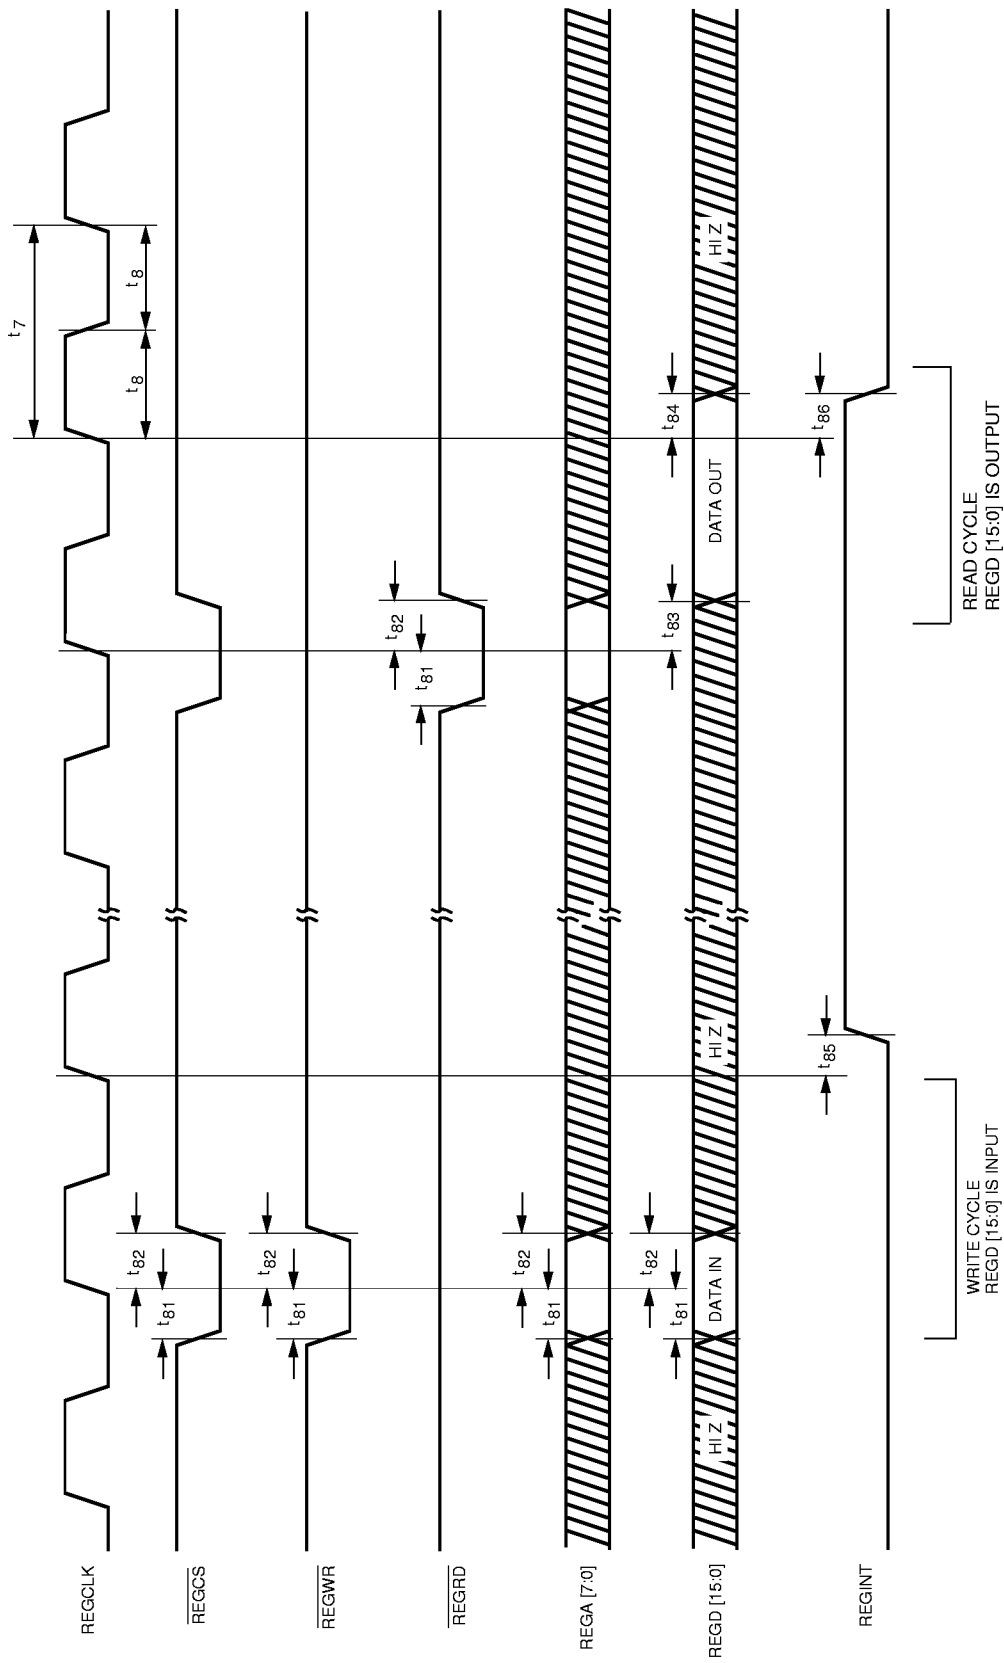 REGCLK
t7
t8
t8
REGCS
t81
t82
REGWR
t81
t82
REGRD
t81
t82
REGA [7:0]
t81
t82
REGD [15:0]
t81
t82
t83
t84
HI Z
DATA IN
HI Z
DATA OUT
HI Z
REGINT
t85
t86
WRITE CYCLE
REGD [15:0] IS INPUT
READ CYCLE
REGD [15:0] IS OUTPUT